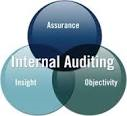 Assurance
Internal Auditing
Insight
Objectivity